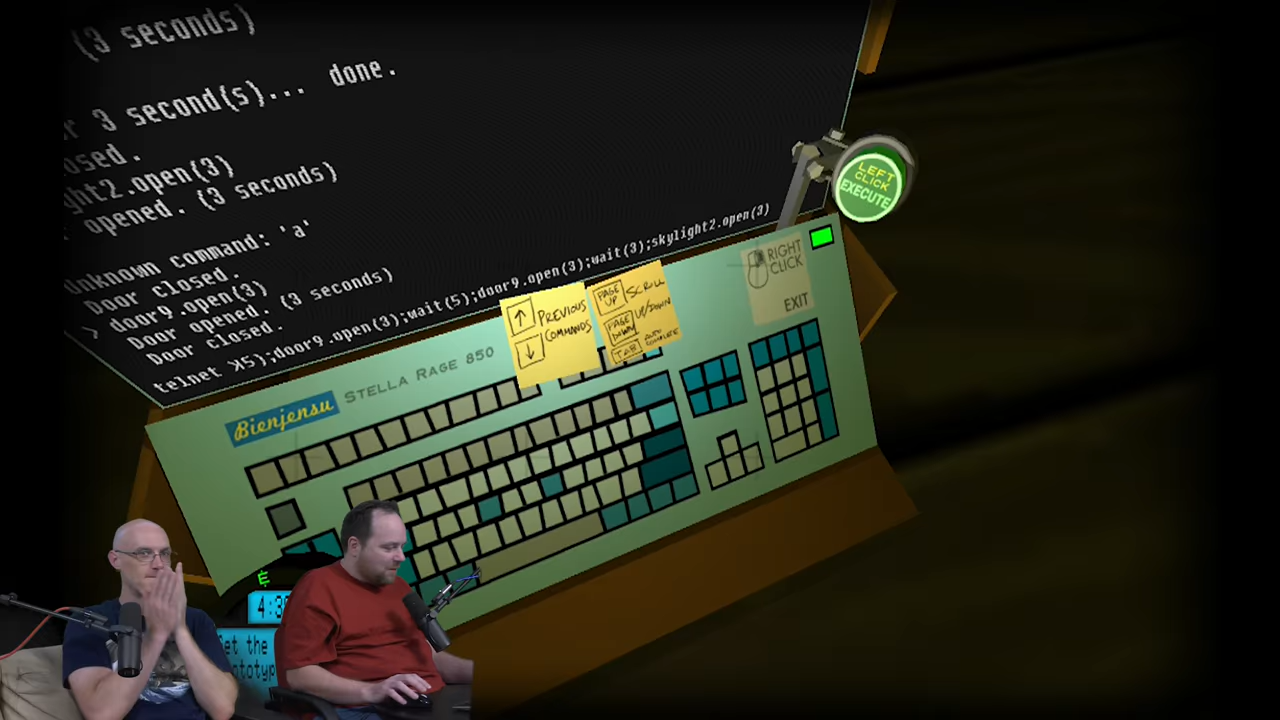 (3 seconds)
3 second(s)... done.
ght2.open(3)
opened. (3 seconds)
Unknown command: 'a'
Door closed.
> door9.open(3)
Door opened. (3 seconds)
Door closed.
telnet >(5);door9.open(3);wait(5);door9.open(3);wait(3);skylight2.open(3)
LEFT
CLICK
EXECUTE
RIGHT
CLICK
EXIT
↑ PREVIOUS
↓ COMMANDS
PAGE UP SCROLL
PAGE DOWN UP/DOWN
TAB AUTO COMPLETE
Bienjensu STELLA RAGE 850